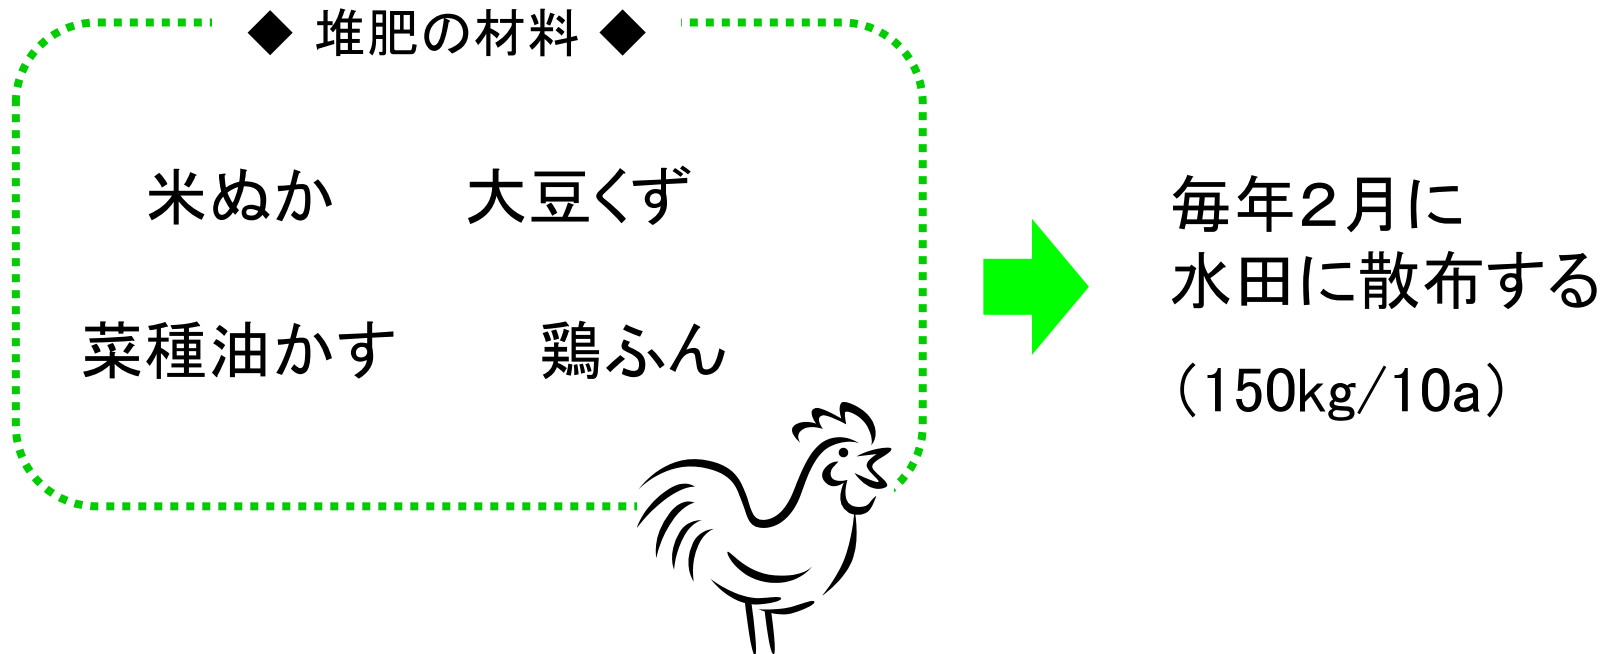 ◆ 堆肥の材料 ◆
米ぬか 大豆くず
菜種油かす 鶏ふん
毎年２月に
水田に散布する
（150kg/10a）